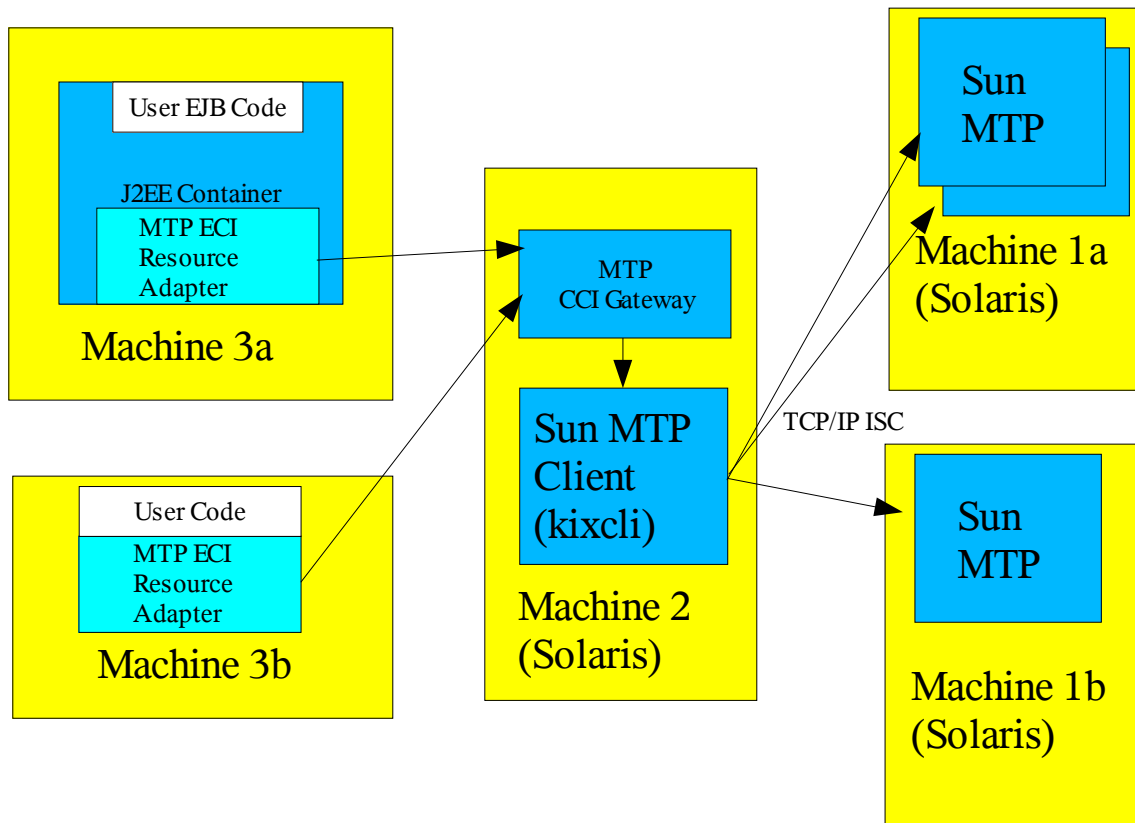 User EJB Code
J2EE Container
MTP ECI
Resource
Adapter
Machine 3a
User Code
MTP ECI
Resource
Adapter
Machine 3b
MTP
CCI Gateway
Sun MTP
Client
(kixcli)
Machine 2
(Solaris)
TCP/IP ISC
Sun
MTP
Machine 1a
(Solaris)
Sun
MTP
Machine 1b
(Solaris)